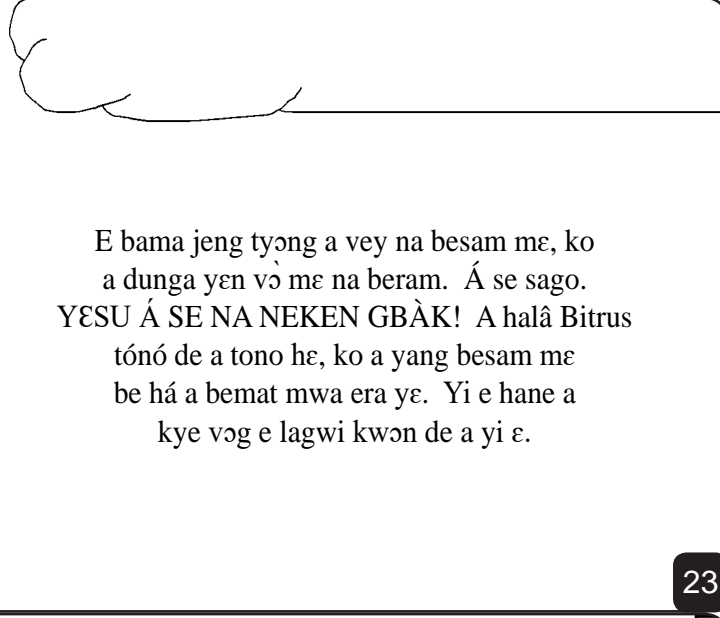 E bama jeng tyɔng a vey na besam mɛ, ko
a dunga yɛn vɔ̀ mɛ na beram. Á se sago.
YƐSU Á SE NA NEKEN GBÀK! A halâ Bitrus
tónó de a tono hɛ, ko a yang besam mɛ
be há a bemat mwa era yɛ. Yi e hane a
kye vɔg e lagwi kwɔn de a yi ɛ.
23